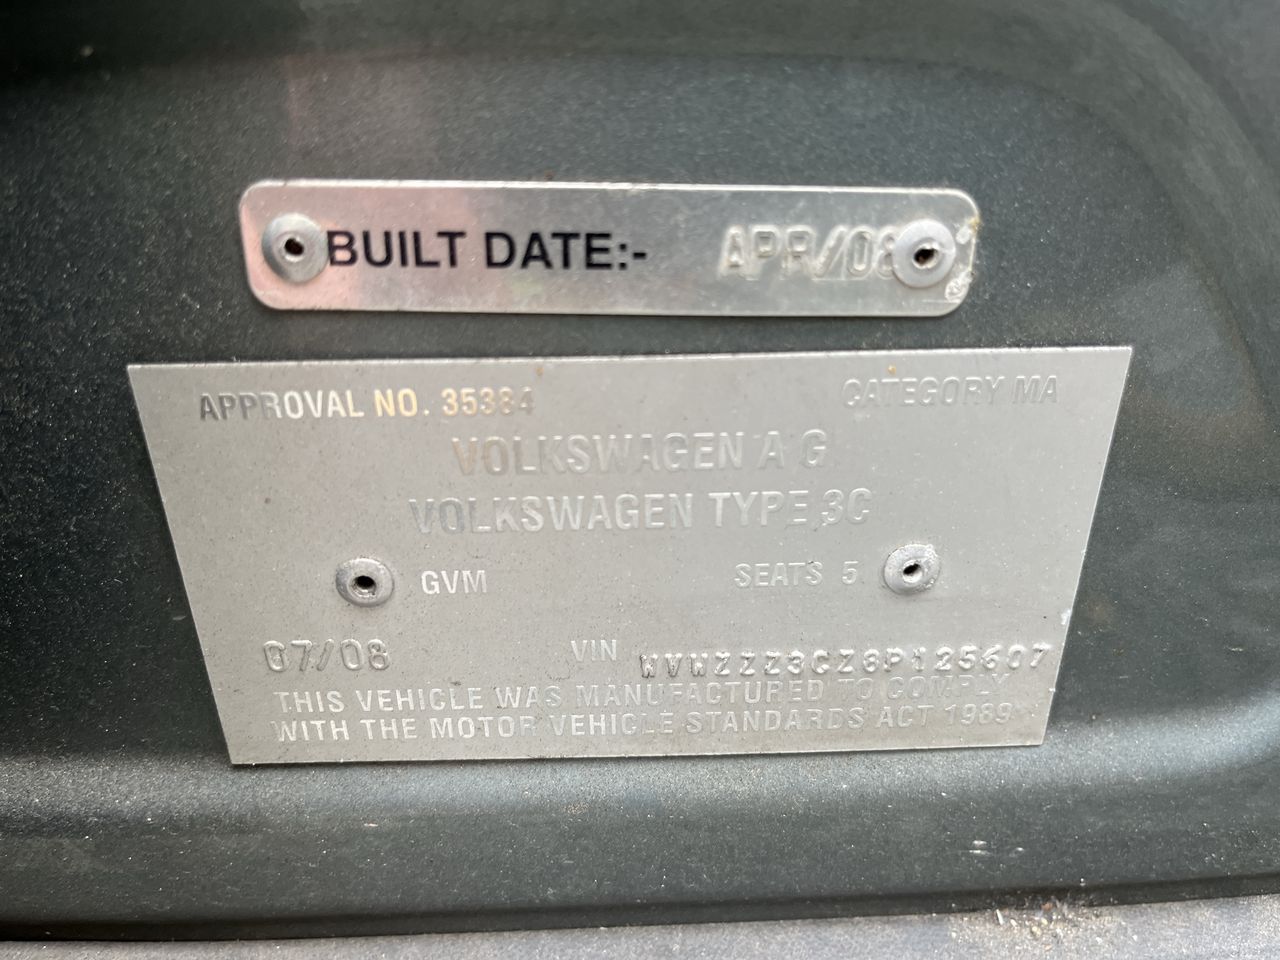 BUILT DATE:- APR/08
APPROVAL NO. 35384 CATEGORY MA
VOLKSWAGEN A G
VOLKSWAGEN TYPE 3C
GVM SEATS 5
07/08 VIN WVWZZZ3CZ8P125607
THIS VEHICLE WAS MANUFACTURED TO COMPLY
WITH THE MOTOR VEHICLE STANDARDS ACT 1989